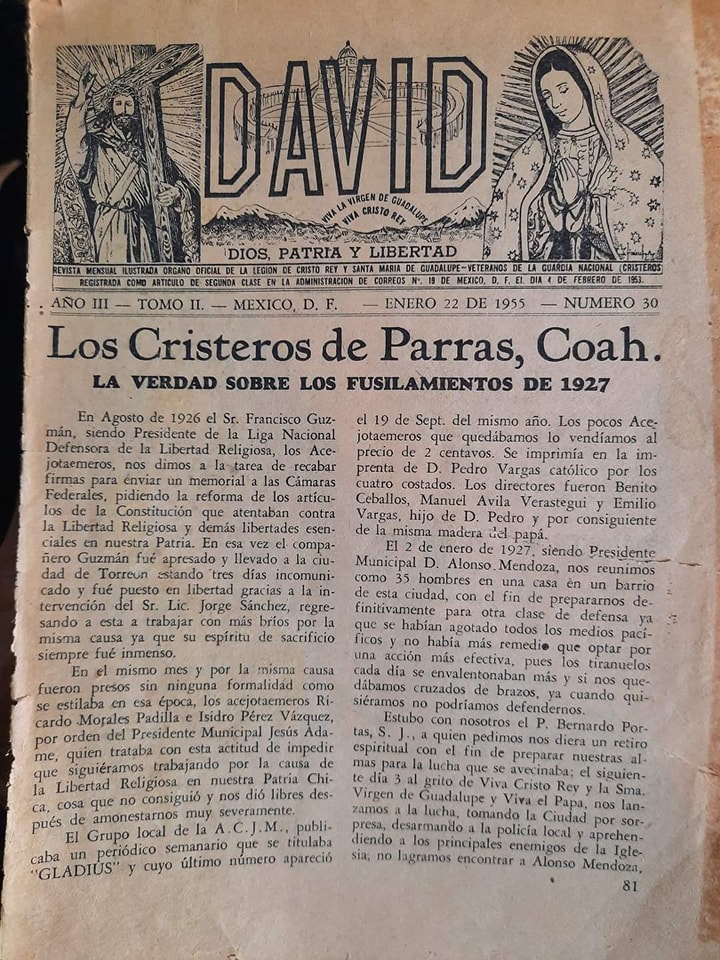 DAVID
VIVA LA VIRGEN DE GUADALUPE
VIVA CRISTO REY
DIOS, PATRIA Y LIBERTAD
REVISTA MENSUAL ILUSTRADA ORGANO OFICIAL DE LA LEGION DE CRISTO REY Y SANTA MARIA DE GUADALUPE-VETERANOS DE LA GUARDIA NACIONAL (CRISTEROS
REGISTRADA COMO ARTICULO DE SEGUNDA CLASE EN LA ADMINISTRACION DE CORREOS Nº. 19 DE MEXICO, D. F. EL DIA 4 DE FEBRERO DE 1953.
AÑO III — TOMO II. — MEXICO, D. F. — ENERO 22 DE 1955 — NUMERO 30
Los Cristeros de Parras, Coah.
LA VERDAD SOBRE LOS FUSILAMIENTOS DE 1927
En Agosto de 1926 el Sr. Francisco Guz-
mán, siendo Presidente de la Liga Nacional
Defensora de la Libertad Religiosa, los Ace-
jotaemeros, nos dimos a la tarea de recabar
firmas para enviar un memorial a las Cámaras
Federales, pidiendo la reforma de los artícu-
los de la Constitución que atentaban contra
la Libertad Religiosa y demás libertades esen-
ciales en nuestra Patria. En esa vez el compa-
ñero Guzmán fué apresado y llevado a la ciu-
dad de Torreon estando tres días incomuni-
cado y fué puesto en libertad gracias a la in-
tervención del Sr. Lic. Jorge Sánchez, regre-
sando a esta a trabajar con más bríos por la
misma causa ya que su espíritu de sacrificio
siempre fué inmenso.
En el mismo mes y por la misma causa
fueron presos sin ninguna formalidad como
se estilaba en esa época, los acejotaemeros Ri-
cardo Morales Padilla e Isidro Pérez Vázquez,
por orden del Presidente Municipal Jesús Ada-
me, quien trataba con esta actitud de impedir
que siguiéramos trabajando por la causa de
la Libertad Religiosa en nuestra Patria Chi-
ca, cosa que no consiguió y nos dió libres des-
pués de amonestarnos muy severamente.
El Grupo local de la A.C.J.M., publi-
caba un periódico semanario que se titulaba
"GLADIUS" y cuyo último número apareció
el 19 de Sept. del mismo año. Los pocos Ace-
jotaemeros que quedábamos lo vendíamos al
precio de 2 centavos. Se imprimía en la im-
prenta de D. Pedro Vargas católico por los
cuatro costados. Los directores fueron Benito
Ceballos, Manuel Avila Verastegui y Emilio
Vargas, hijo de D. Pedro y por consiguiente
de la misma madera del papá.
El 2 de enero de 1927, siendo Presidente
Municipal D. Alonso Mendoza, nos reunimos
como 35 hombres en una casa en un barrio
de esta ciudad, con el fin de prepararnos de-
finitivamente para otra clase de defensa ya
que se habían agotado todos los medios pací-
ficos y no había más remedio que optar por
una acción más efectiva, pues los tiranuelos
cada día se envalentonaban más y si nos que-
dábamos cruzados de brazos, ya cuando qui-
siéramos no podríamos defendernos.
Estubo con nosotros el P. Bernardo Por-
tas, S. J., a quien pedimos nos diera un retiro
espiritual con el fin de preparar nuestras al-
mas para la lucha que se avecinaba; el siguien-
te día 3 al grito de Viva Cristo Rey y la Sma.
Virgen de Guadalupe y Viva el Papa, nos lan-
zamos a la lucha, tomando la Ciudad por sor-
presa, desarmando a la policía local y aprehen-
diendo a los principales enemigos de la Igle-
sia; no logramos encontrar a Alonso Mendoza,
81